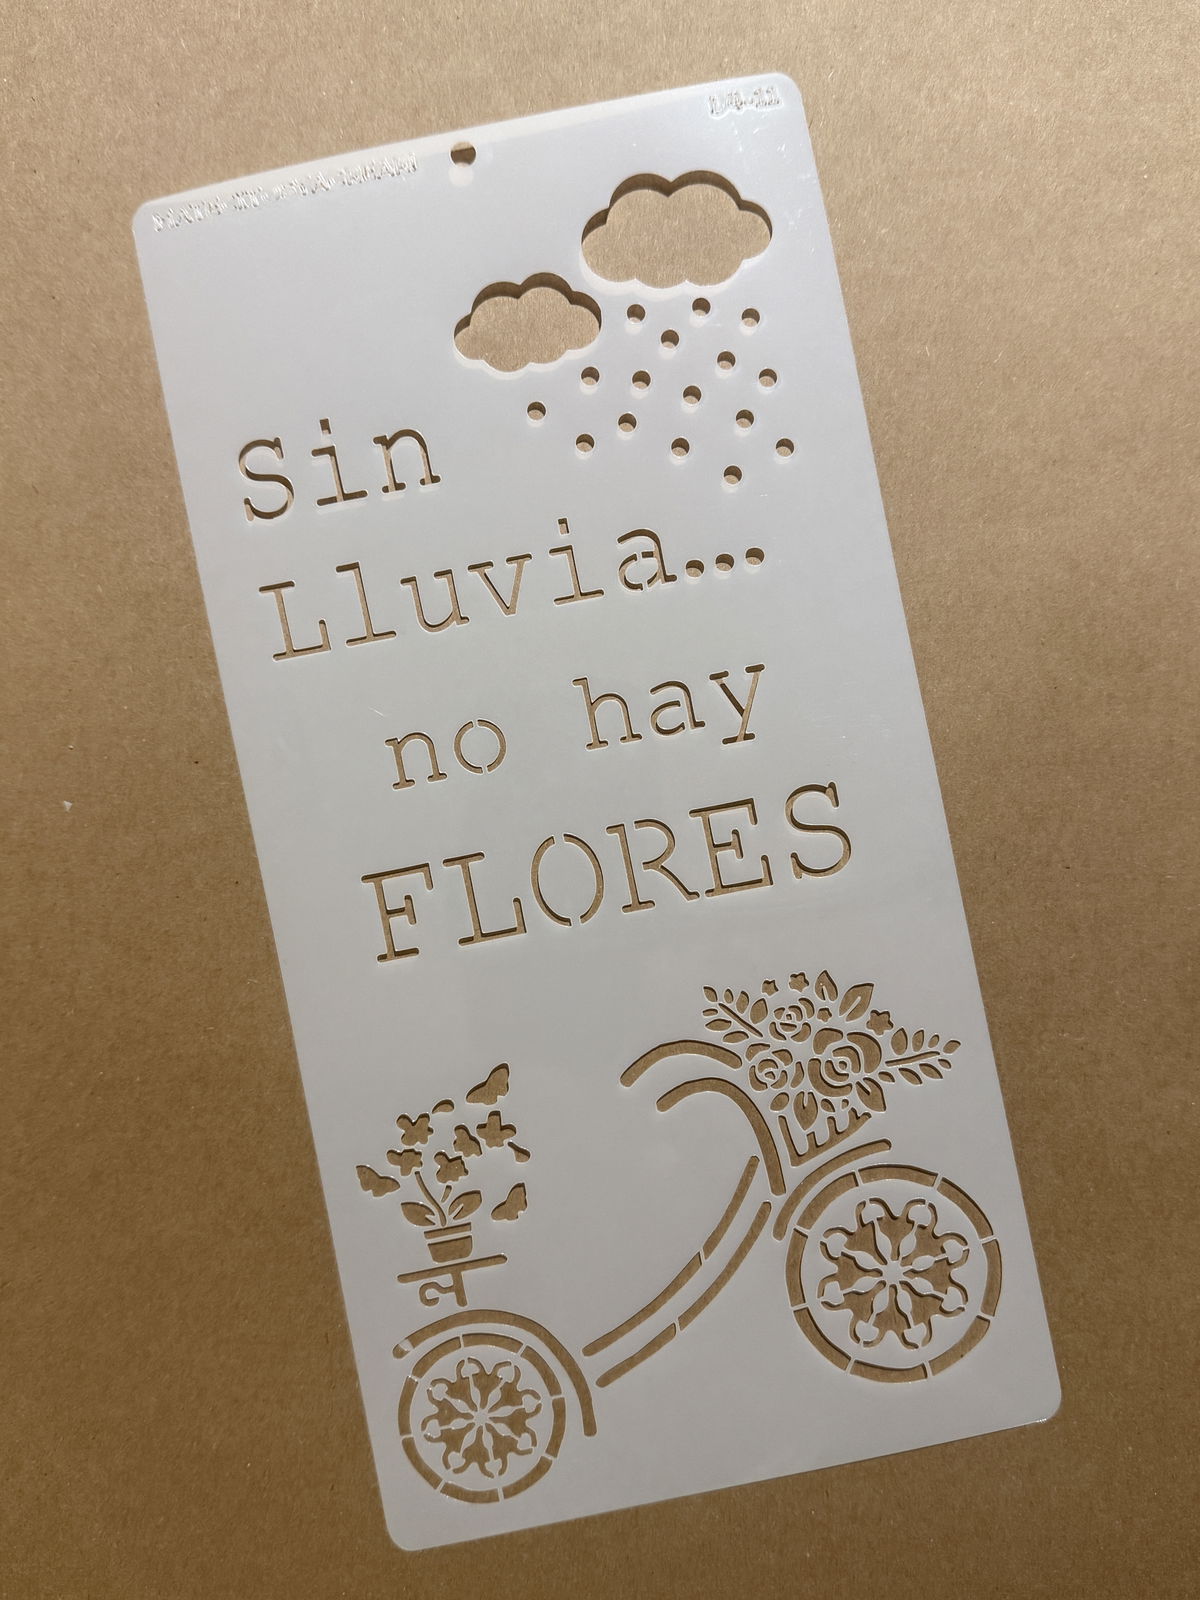 Sin
Lluvia...
no hay
FLORES